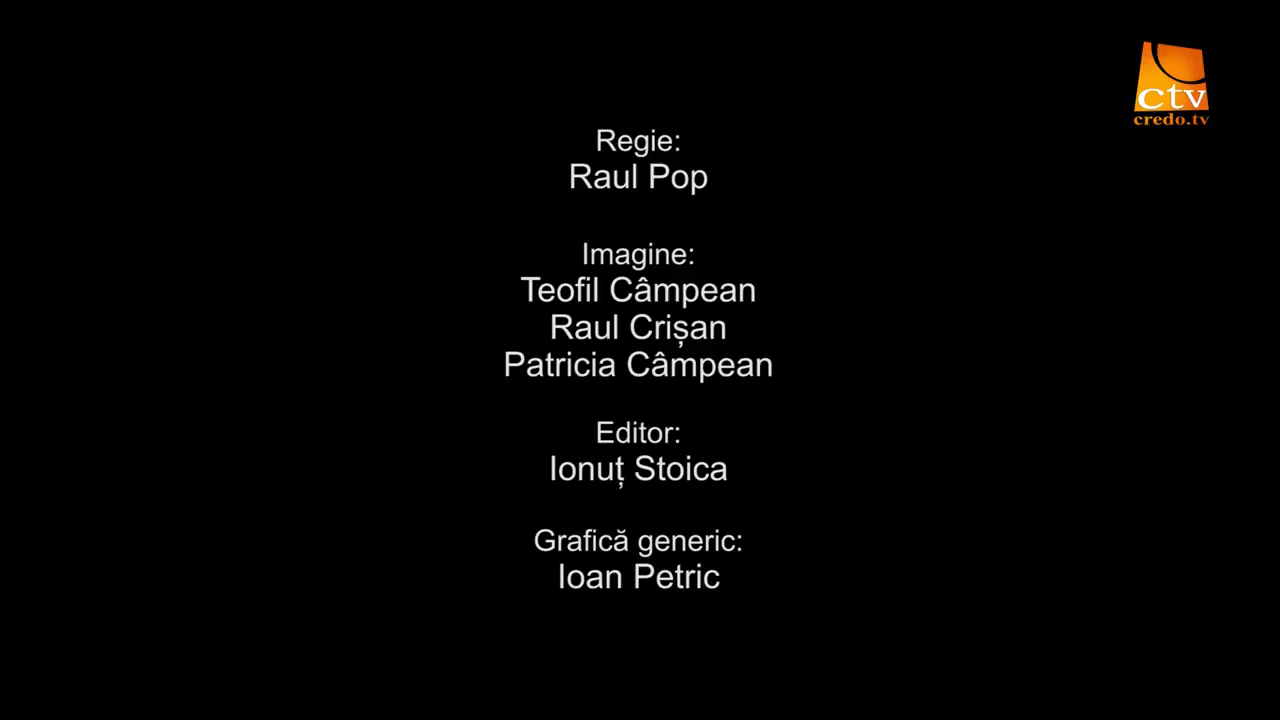 ctv
credo.tv
Regie:
Raul Pop
Imagine:
Teofil Câmpean
Raul Crișan
Patricia Câmpean
Editor:
Ionuț Stoica
Grafică generic:
Ioan Petric